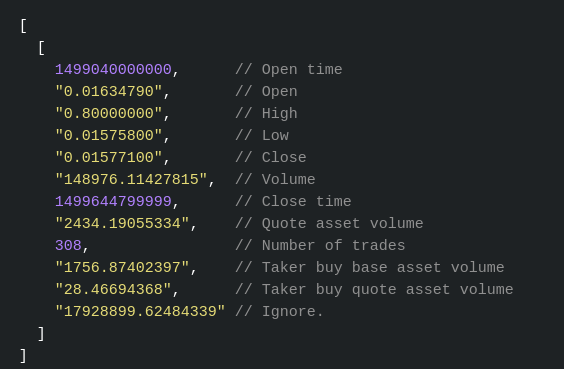 [
  [
    1499040000000,      // Open time
    "0.01634790",       // Open
    "0.80000000",       // High
    "0.01575800",       // Low
    "0.01577100",       // Close
    "148976.11427815",  // Volume
    1499644799999,      // Close time
    "2434.19055334",    // Quote asset volume
    308,                // Number of trades
    "1756.87402397",    // Taker buy base asset volume
    "28.46694368",      // Taker buy quote asset volume
    "17928899.62484339" // Ignore.
  ]
]